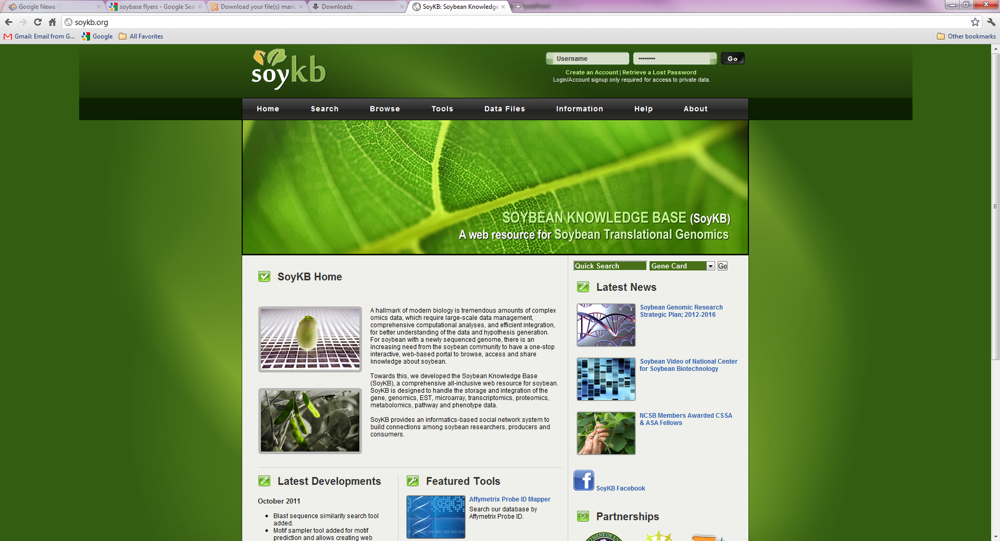 Google News
soybase flyers - Google Sea
Download your file(s) manu
Downloads
SoyKB: Soybean Knowledge
soykb.org
Gmail: Email from G...
Google
All Favorites
Other bookmarks
soykb
Username
••••••••
Go
Create an Account | Retrieve a Lost Password
Login/Account signup only required for access to private data.
Home
Search
Browse
Tools
Data Files
Information
Help
About
SOYBEAN KNOWLEDGE BASE (SoyKB)
A web resource for Soybean Translational Genomics
SoyKB Home
A hallmark of modern biology is tremendous amounts of complex
omics data, which require large-scale data management,
comprehensive computational analyses, and efficient integration,
for better understanding of the data and hypothesis generation.
For soybean with a newly sequenced genome, there is an
increasing need from the soybean community to have a one-stop
interactive, web-based portal to browse, access and share
knowledge about soybean.
Towards this, we developed the Soybean Knowledge Base
(SoyKB), a comprehensive all-inclusive web resource for soybean.
SoyKB is designed to handle the storage and integration of the
gene, genomics, EST, microarray, transcriptomics, proteomics,
metabolomics, pathway and phenotype data.
SoyKB provides an informatics-based social network system to
build connections among soybean researchers, producers and
consumers.
Latest Developments
October 2011
Blast sequence similarity search tool
added.
Motif sampler tool added for motif
prediction and allows creating web
Featured Tools
Affymetrix Probe ID Mapper
Search our database by
Affymetrix Probe ID.
Quick Search
Gene Card
Go
Latest News
Soybean Genomic Research
Strategic Plan; 2012-2016
Soybean Video of National Center
for Soybean Biotechnology
NCSB Members Awarded CSSA
& ASA Fellows
SoyKB Facebook
Partnerships